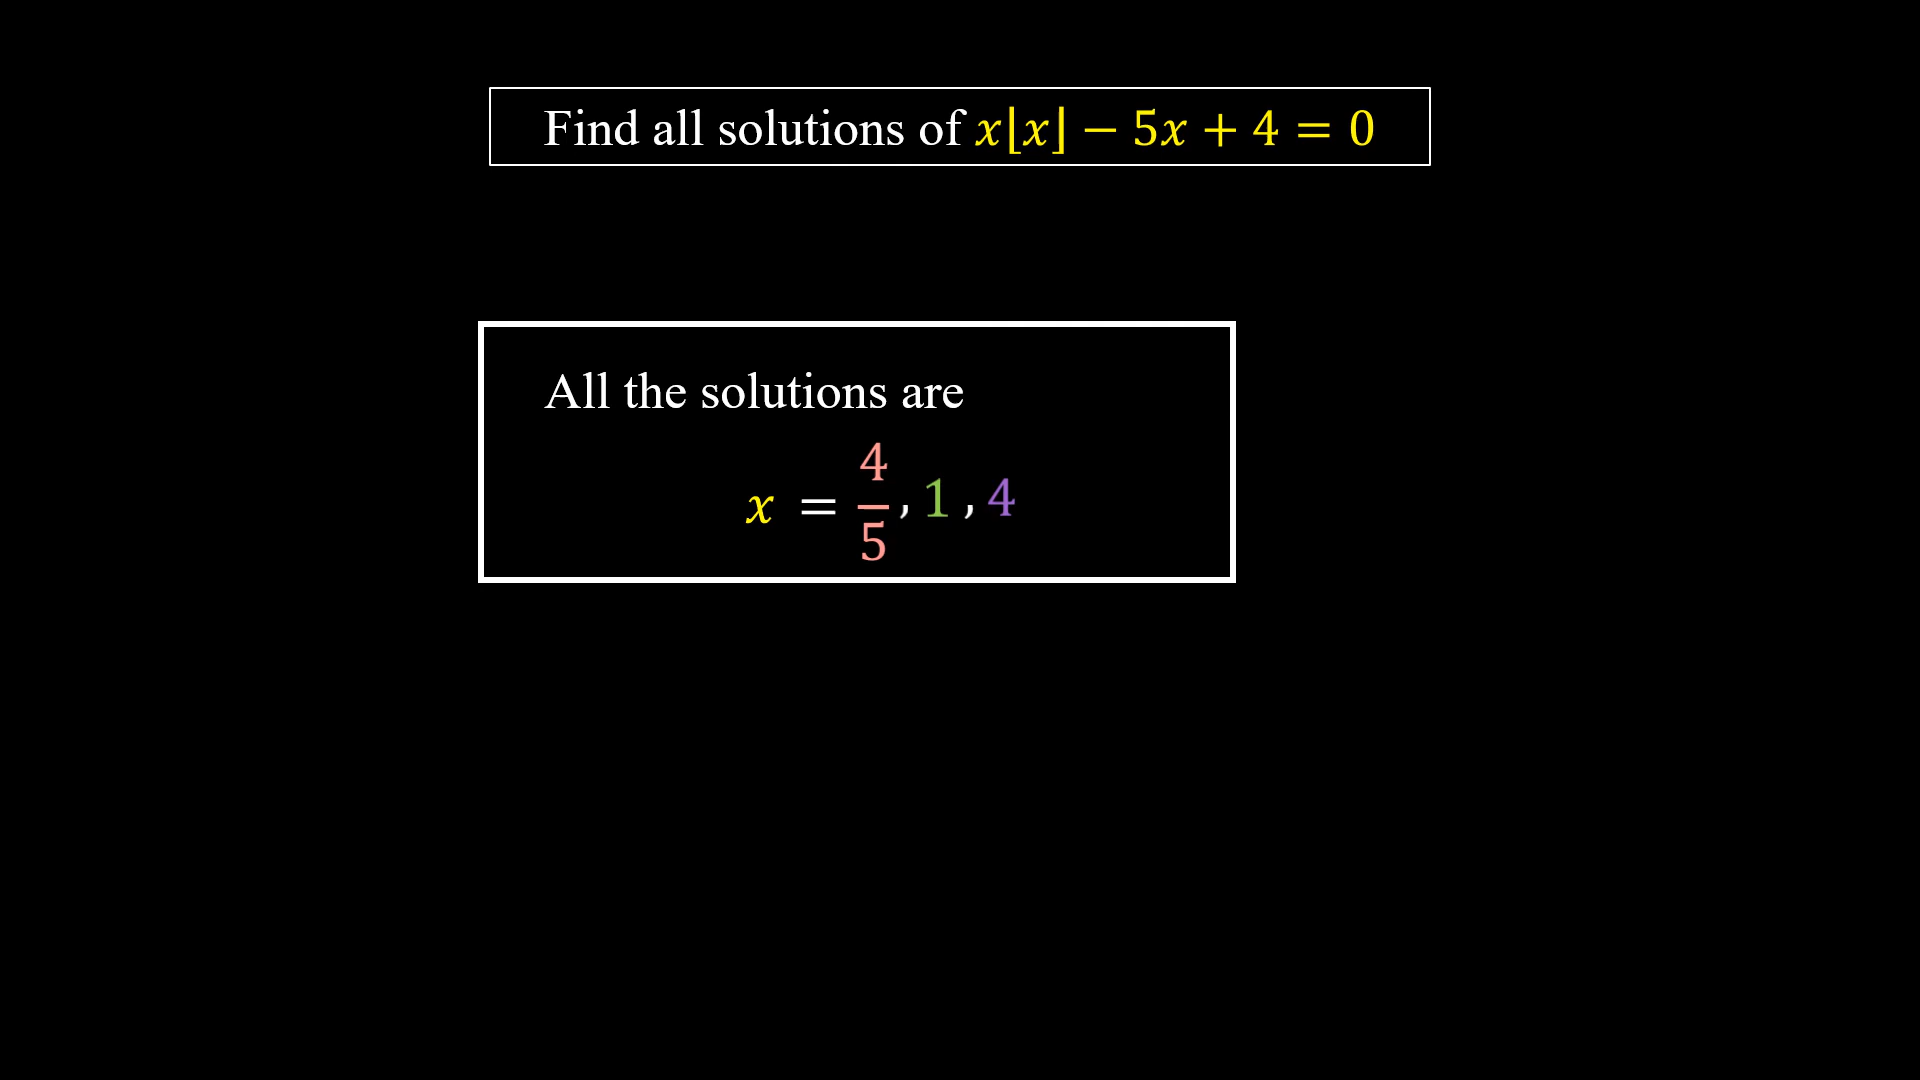 Find all solutions of x⌊x⌋ − 5x + 4 = 0
All the solutions are
x = 4/5 , 1 , 4